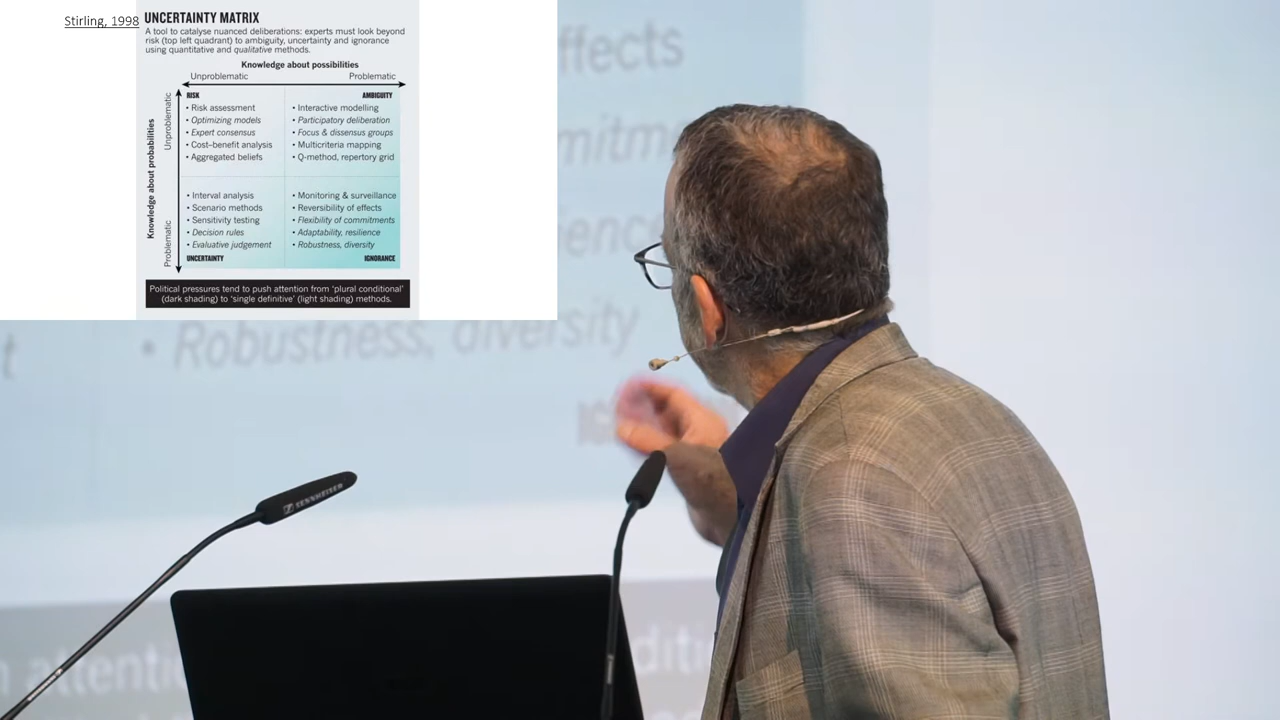 Stirling, 1998
UNCERTAINTY MATRIX
A tool to catalyse nuanced deliberations: experts must look beyond
risk (top left quadrant) to ambiguity, uncertainty and ignorance
using quantitative and qualitative methods.
Knowledge about possibilities
Unproblematic
Problematic
Knowledge about probabilities
Unproblematic
Problematic
RISK
• Risk assessment
• Optimizing models
• Expert consensus
• Cost–benefit analysis
• Aggregated beliefs
AMBIGUITY
• Interactive modelling
• Participatory deliberation
• Focus & dissensus groups
• Multicriteria mapping
• Q-method, repertory grid
• Interval analysis
• Scenario methods
• Sensitivity testing
• Decision rules
• Evaluative judgement
UNCERTAINTY
• Monitoring & surveillance
• Reversibility of effects
• Flexibility of commitments
• Adaptability, resilience
• Robustness, diversity
IGNORANCE
Political pressures tend to push attention from ‘plural conditional’
(dark shading) to ‘single definitive’ (light shading) methods.
ffects
• Robustness, diversity
SENNHEISER